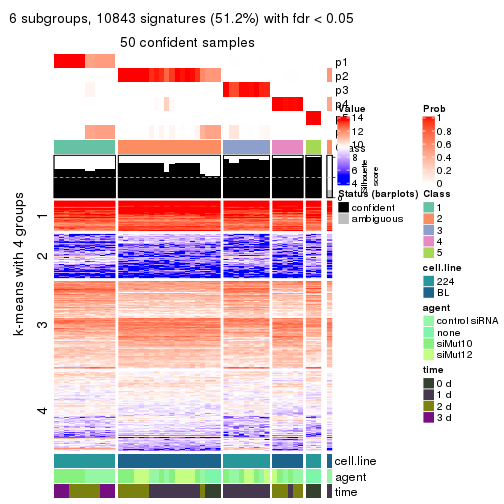 6 subgroups, 10843 signatures (51.2%) with fdr < 0.05
50 confident samples
p1
p2
p3
p4
Value
14
12
10
8
6
4
Prob
1
0.8
0.6
0.4
0.2
0
Silhouette
score
Status (barplots)
confident
ambiguous
Class
1
2
3
4
5
cell.line
224
BL
agent
control siRNA
none
siMut10
siMut12
time
0 d
1 d
2 d
3 d
k-means with 4 groups
1
2
3
4
cell.line
agent
time